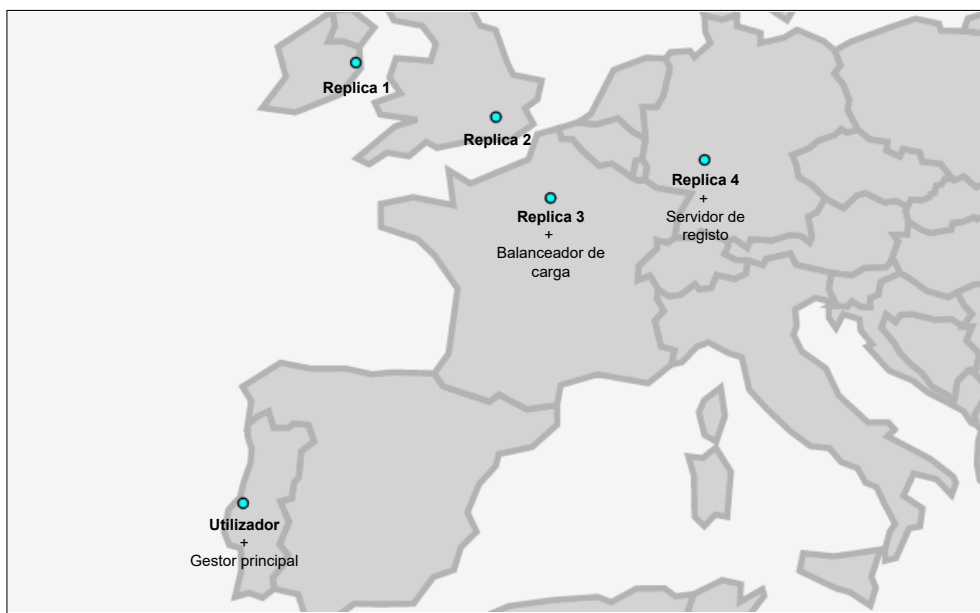 Replica 1
Replica 2
Replica 4
+
Servidor de
registo
Replica 3
+
Balanceador de
carga
Utilizador
+
Gestor principal